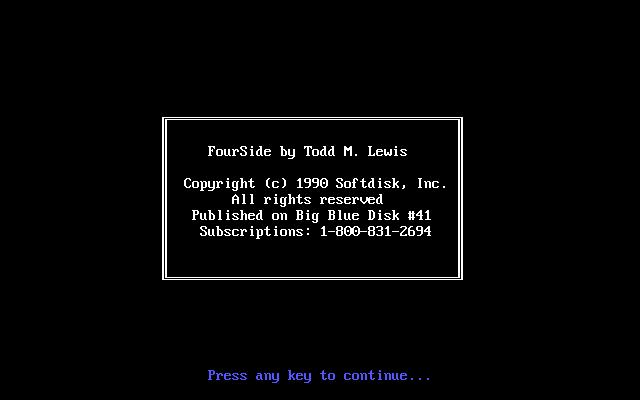 FourSide by Todd M. Lewis
Copyright (c) 1990 Softdisk, Inc.
All rights reserved
Published on Big Blue Disk #41
Subscriptions: 1-800-831-2694
Press any key to continue...